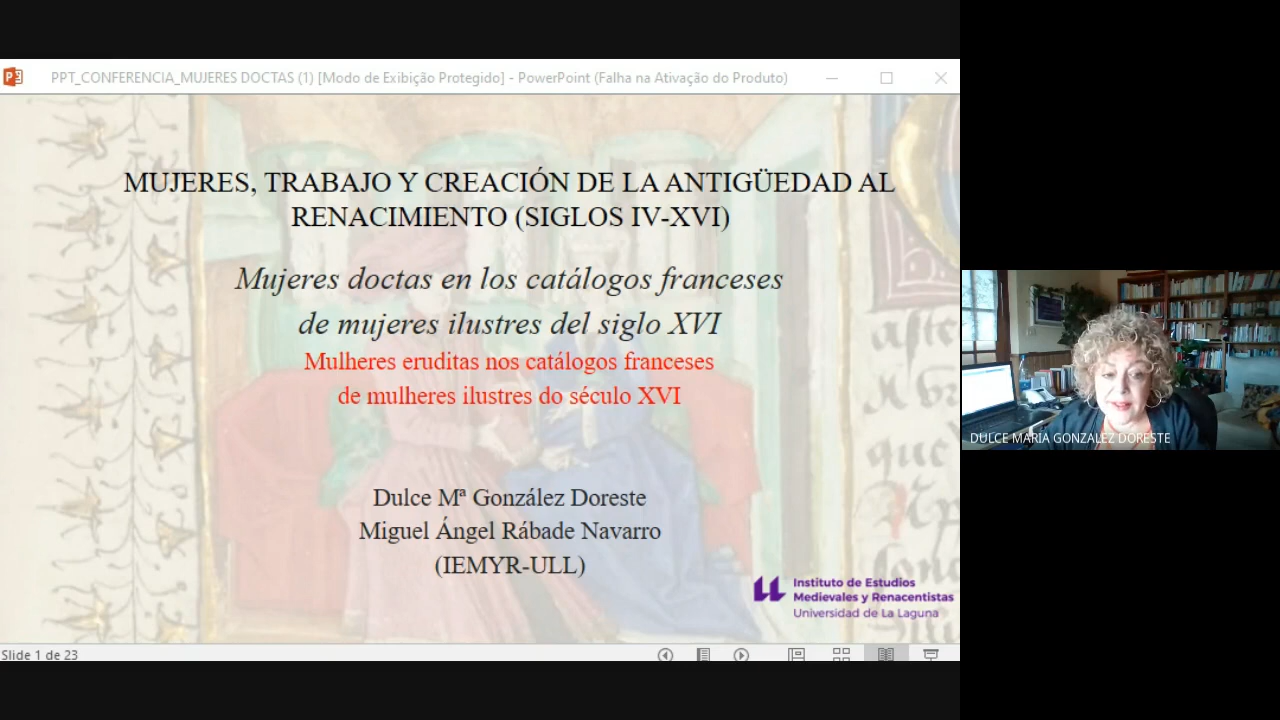 PPT_CONFERENCIA_MUJERES DOCTAS (1) [Modo de Exibição Protegido] - PowerPoint (Falha na Ativação do Produto)
MUJERES, TRABAJO Y CREACIÓN DE LA ANTIGÜEDAD AL
RENACIMIENTO (SIGLOS IV-XVI)
Mujeres doctas en los catálogos franceses
de mujeres ilustres del siglo XVI
Mulheres eruditas nos catálogos franceses
de mulheres ilustres do século XVI
Dulce Mª González Doreste
Miguel Ángel Rábade Navarro
(IEMYR-ULL)
Instituto de Estudios
Medievales y Renacentistas
Universidad de La Laguna
Slide 1 de 23
DULCE MARIA GONZALEZ DORESTE